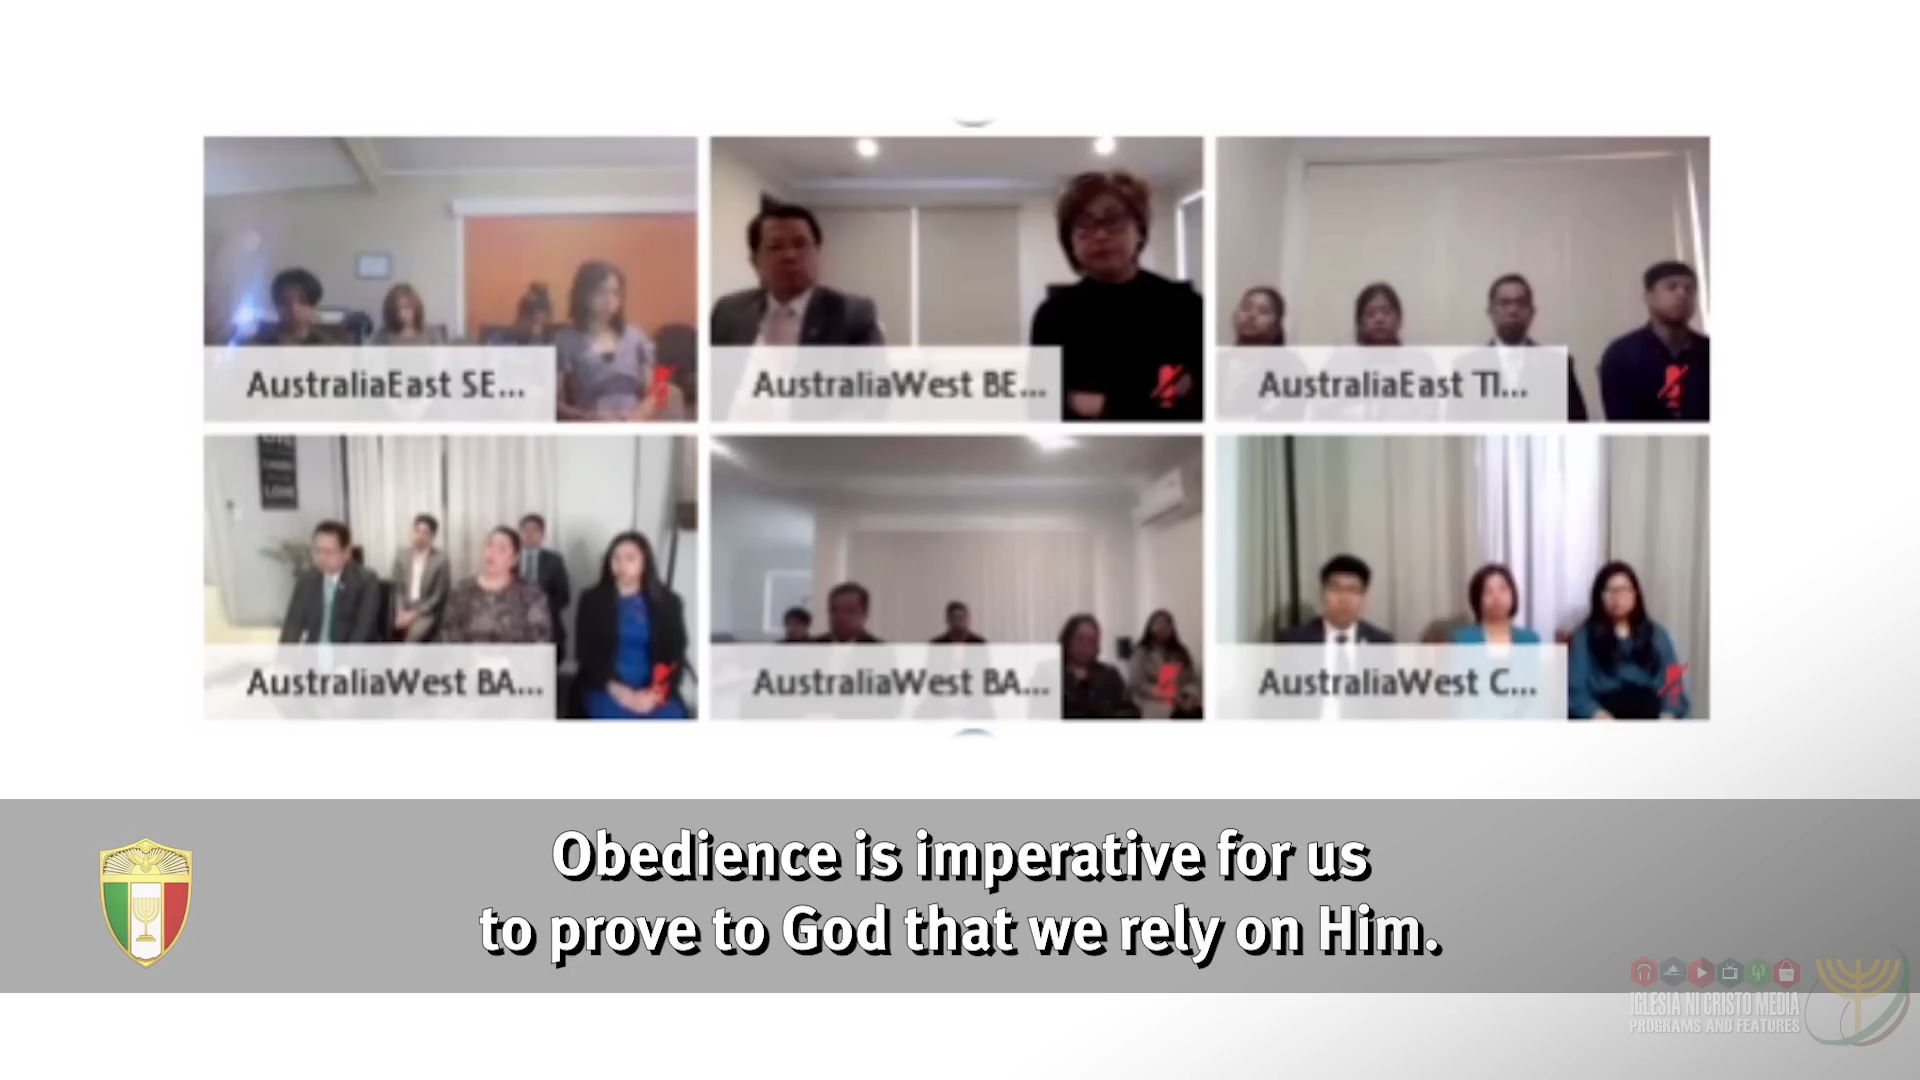 AustraliaEast SE...
AustraliaWest BE...
AustraliaEast TI...
LOVE
AustraliaWest BA...
AustraliaWest BA...
AustraliaWest C...
Obedience is imperative for us
to prove to God that we rely on Him.
IGLESIA NI CRISTO MEDIA
PROGRAMS AND FEATURES